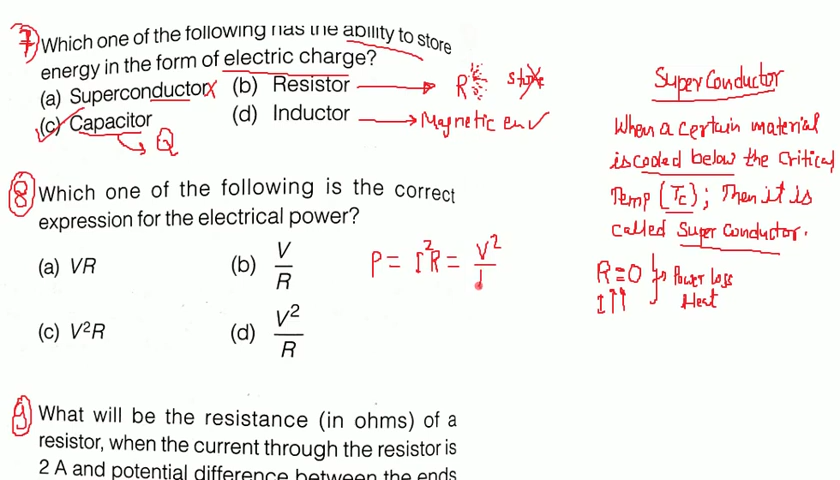 7 Which one of the following has the ability to store
energy in the form of electric charge?
(a) Superconductor (b) Resistor → R store
(c) Capacitor (d) Inductor → Magnetic en
Q
8 Which one of the following is the correct
expression for the electrical power?
(a) VR (b) V/R
(c) V²R (d) V²/R
P = I²R = V²/
9 What will be the resistance (in ohms) of a
resistor, when the current through the resistor is
2 A and potential difference between the ends
Super Conductor
When a certain material
is cooled below the Critical
Temp (Tc); Then it is
called Super Conductor.
R=0 Power loss
I↑↑ Heat